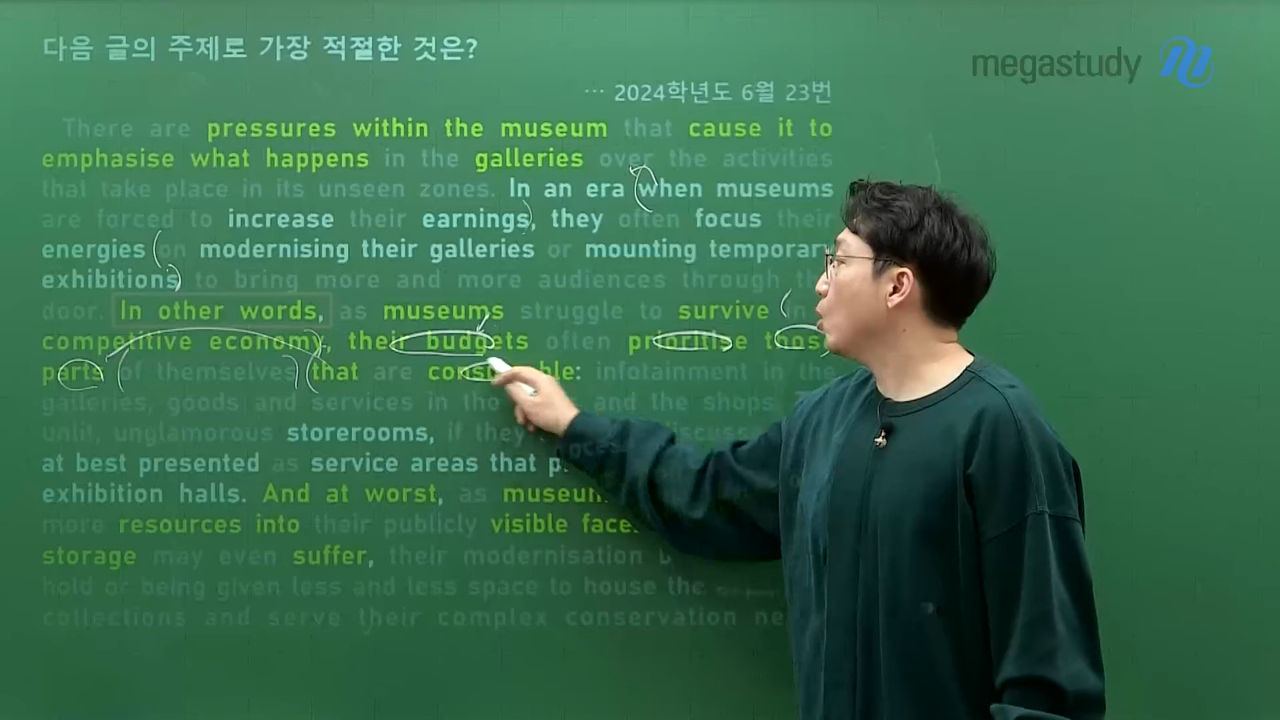 다음 글의 주제로 가장 적절한 것은?
megastudy
… 2024학년도 6월 23번
There are pressures within the museum that cause it to
emphasise what happens in the galleries over the activities
that take place in its unseen zones. In an era when museums
are forced to increase their earnings, they often focus their
energies on modernising their galleries or mounting temporary
exhibitions bring more and more audiences through the
door. In other words, as museums struggle to survive in
competitive economy, their budgets often prioritise those
parts of themselves that are consumable: infotainment in the
galleries, goods and services in the and the shops.
unlit, unglamorous storerooms, if they discussed
at best presented as service areas that
exhibition halls. And at worst, as museum
more resources into their publicly visible faces
storage may even suffer, their modernisation
hold or being given less and less space to house the
collections and serve their complex conservation